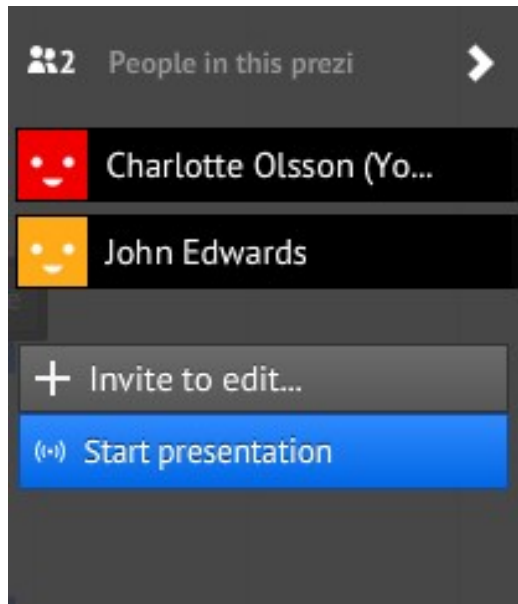 2 People in this prezi
Charlotte Olsson (Yo...
John Edwards
Invite to edit...
Start presentation